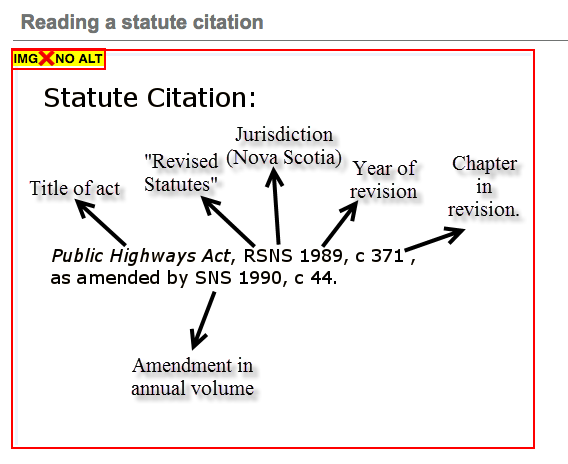 Reading a statute citation
IMG❌NO ALT
Statute Citation:
Title of act
"Revised
Statutes"
Jurisdiction
(Nova Scotia)
Year of
revision
Chapter
in
revision.
Public Highways Act, RSNS 1989, c 371 ,
as amended by SNS 1990, c 44.
Amendment in
annual volume